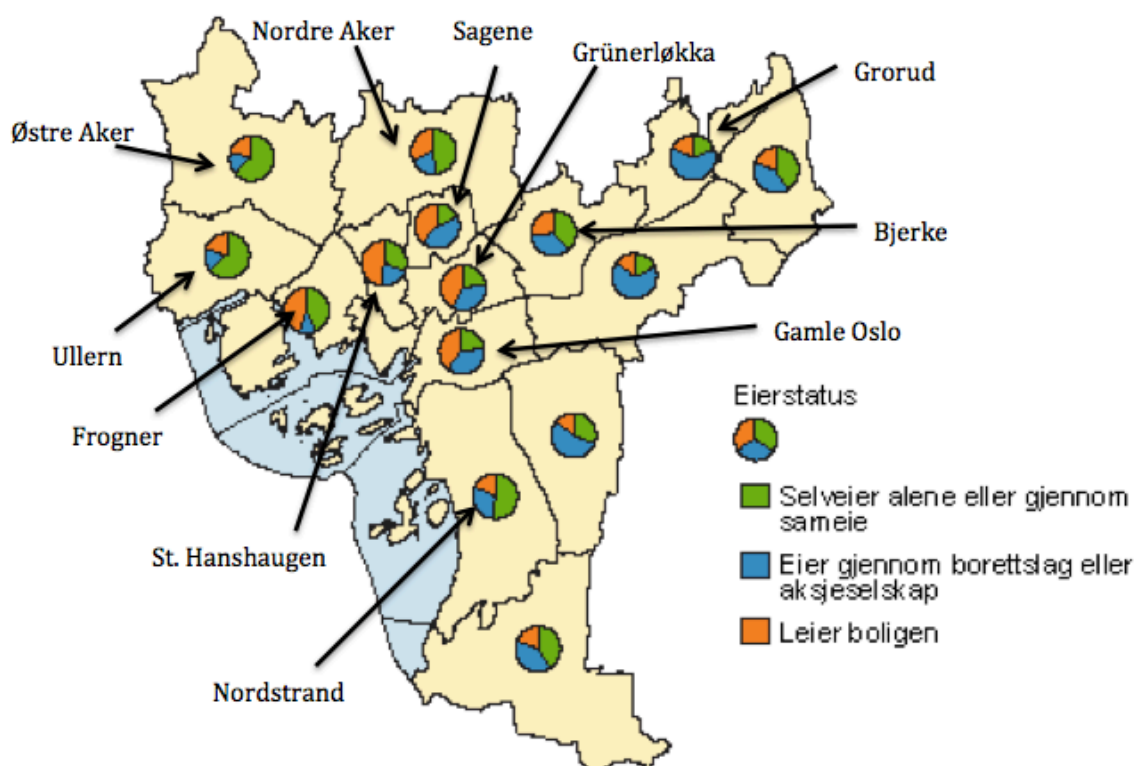 Nordre Aker
Sagene
Grünerløkka
Grorud
Østre Aker
Bjerke
Ullern
Gamle Oslo
Frogner
St. Hanshaugen
Nordstrand
Eierstatus
Selveier alene eller gjennom
sameie
Eier gjennom borettslag eller
aksjeselskap
Leier boligen